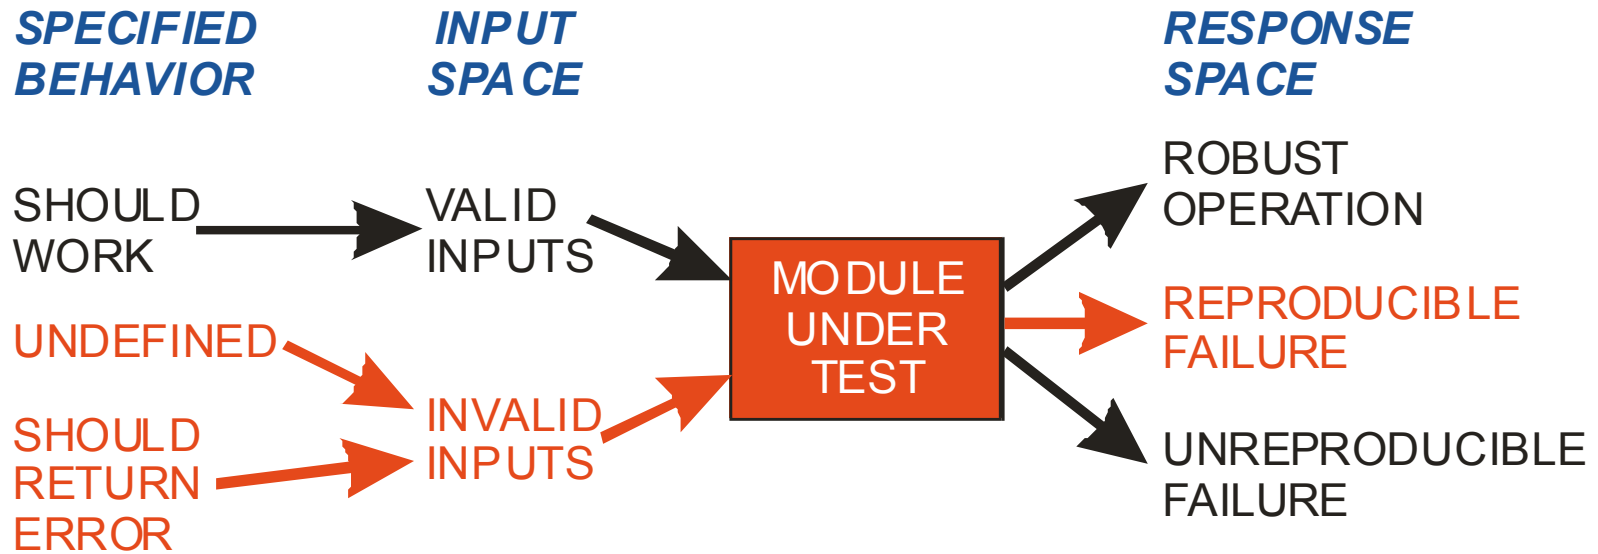 SPECIFIED
BEHAVIOR
INPUT
SPACE
RESPONSE
SPACE
SHOULD
WORK
UNDEFINED
SHOULD
RETURN
ERROR
VALID
INPUTS
INVALID
INPUTS
MODULE
UNDER
TEST
ROBUST
OPERATION
REPRODUCIBLE
FAILURE
UNREPRODUCIBLE
FAILURE